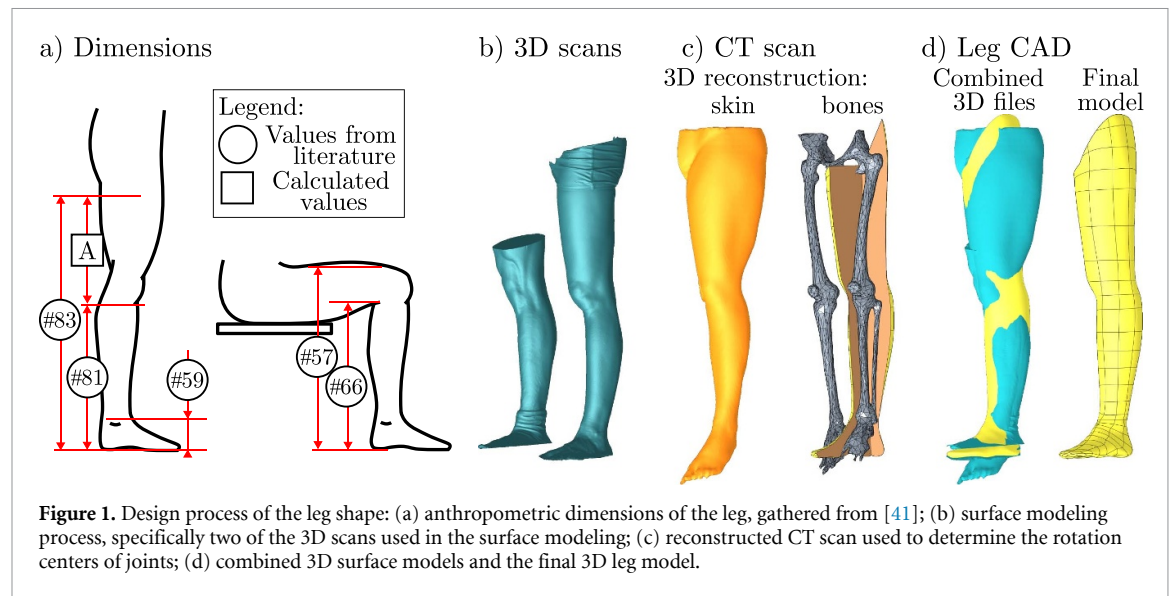 a) Dimensions
Legend:
Values from
literature
Calculated
values
A
#83
#81
#59
#57
#66
b) 3D scans
c) CT scan
3D reconstruction:
skin
bones
d) Leg CAD
Combined
3D files
Final
model
Figure 1. Design process of the leg shape: (a) anthropometric dimensions of the leg, gathered from [41]; (b) surface modeling
process, specifically two of the 3D scans used in the surface modeling; (c) reconstructed CT scan used to determine the rotation
centers of joints; (d) combined 3D surface models and the final 3D leg model.